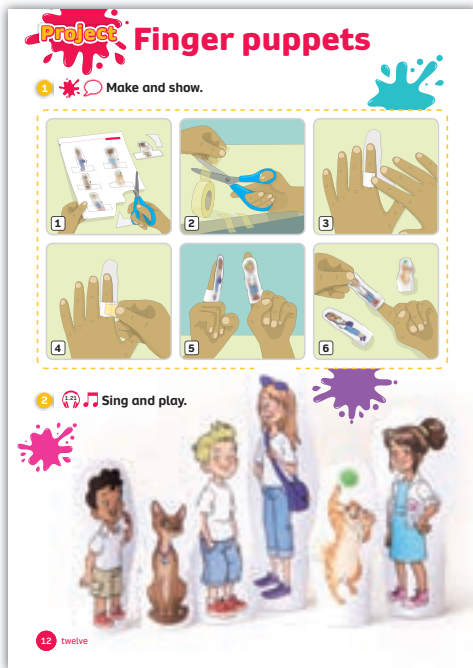 Project
Finger puppets
1 Make and show.
1
2
3
4
5
6
2 1.21 Sing and play.
12 twelve